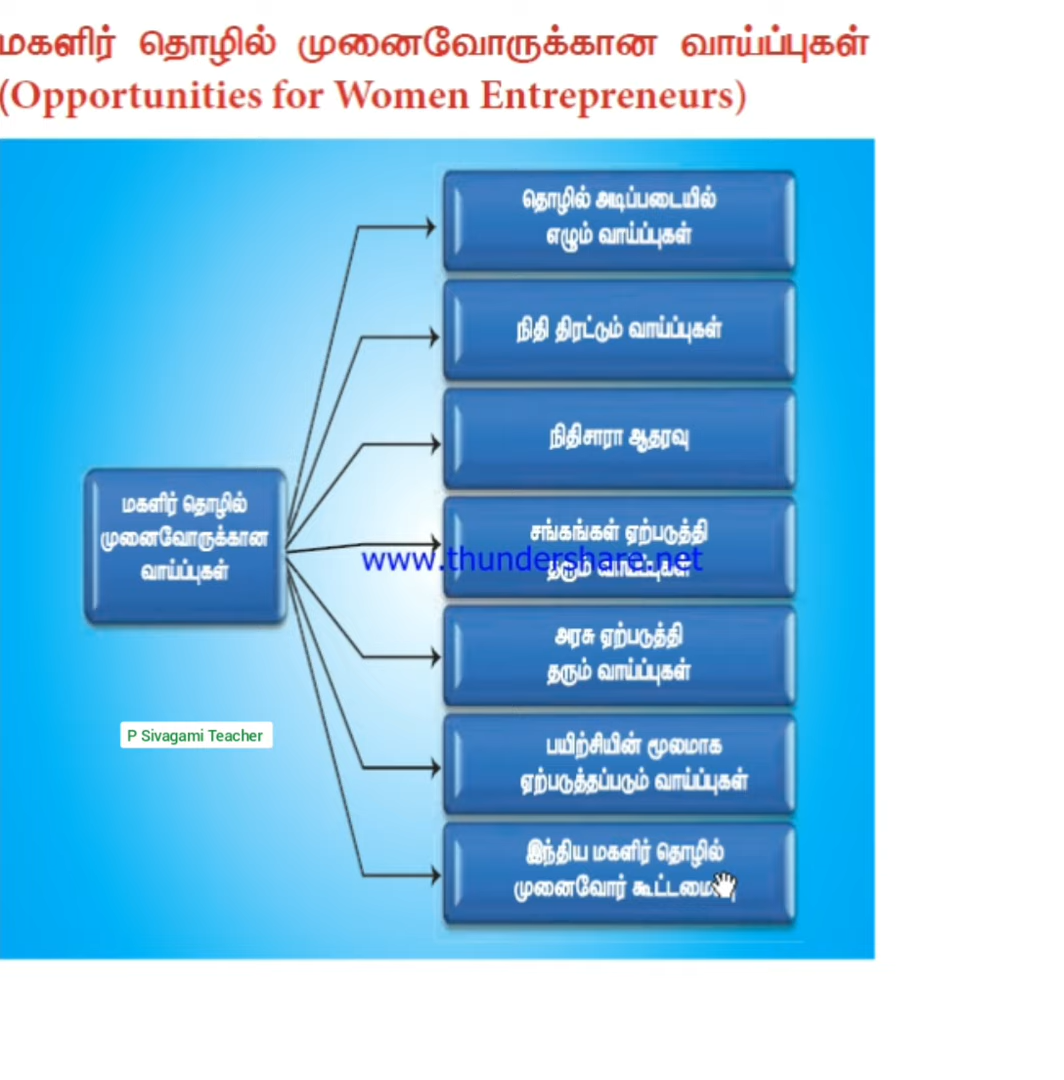 மகளிர் தொழில் முனைவோருக்கான வாய்ப்புகள்
(Opportunities for Women Entrepreneurs)
மகளிர் தொழில்
முனைவோருக்கான
வாய்ப்புகள்
தொழில் அடிப்படையில்
எழும் வாய்ப்புகள்
நிதி திரட்டும் வாய்ப்புகள்
நிதிசாரா ஆதரவு
சங்கங்கள் ஏற்படுத்தி
தரும் வாய்ப்புகள்
www.thundershare.net
அரசு ஏற்படுத்தி
தரும் வாய்ப்புகள்
பயிற்சியின் மூலமாக
ஏற்படுத்தப்படும் வாய்ப்புகள்
இந்திய மகளிர் தொழில்
முனைவோர்
P Sivagami Teacher